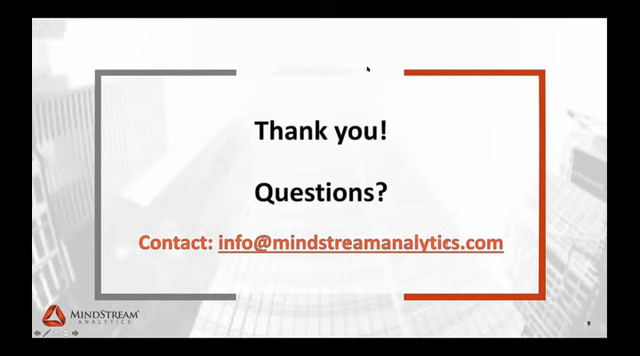 Thank you!
Questions?
Contact: info@mindstreamanalytics.com
MINDSTREAM
ANALYTICS
9